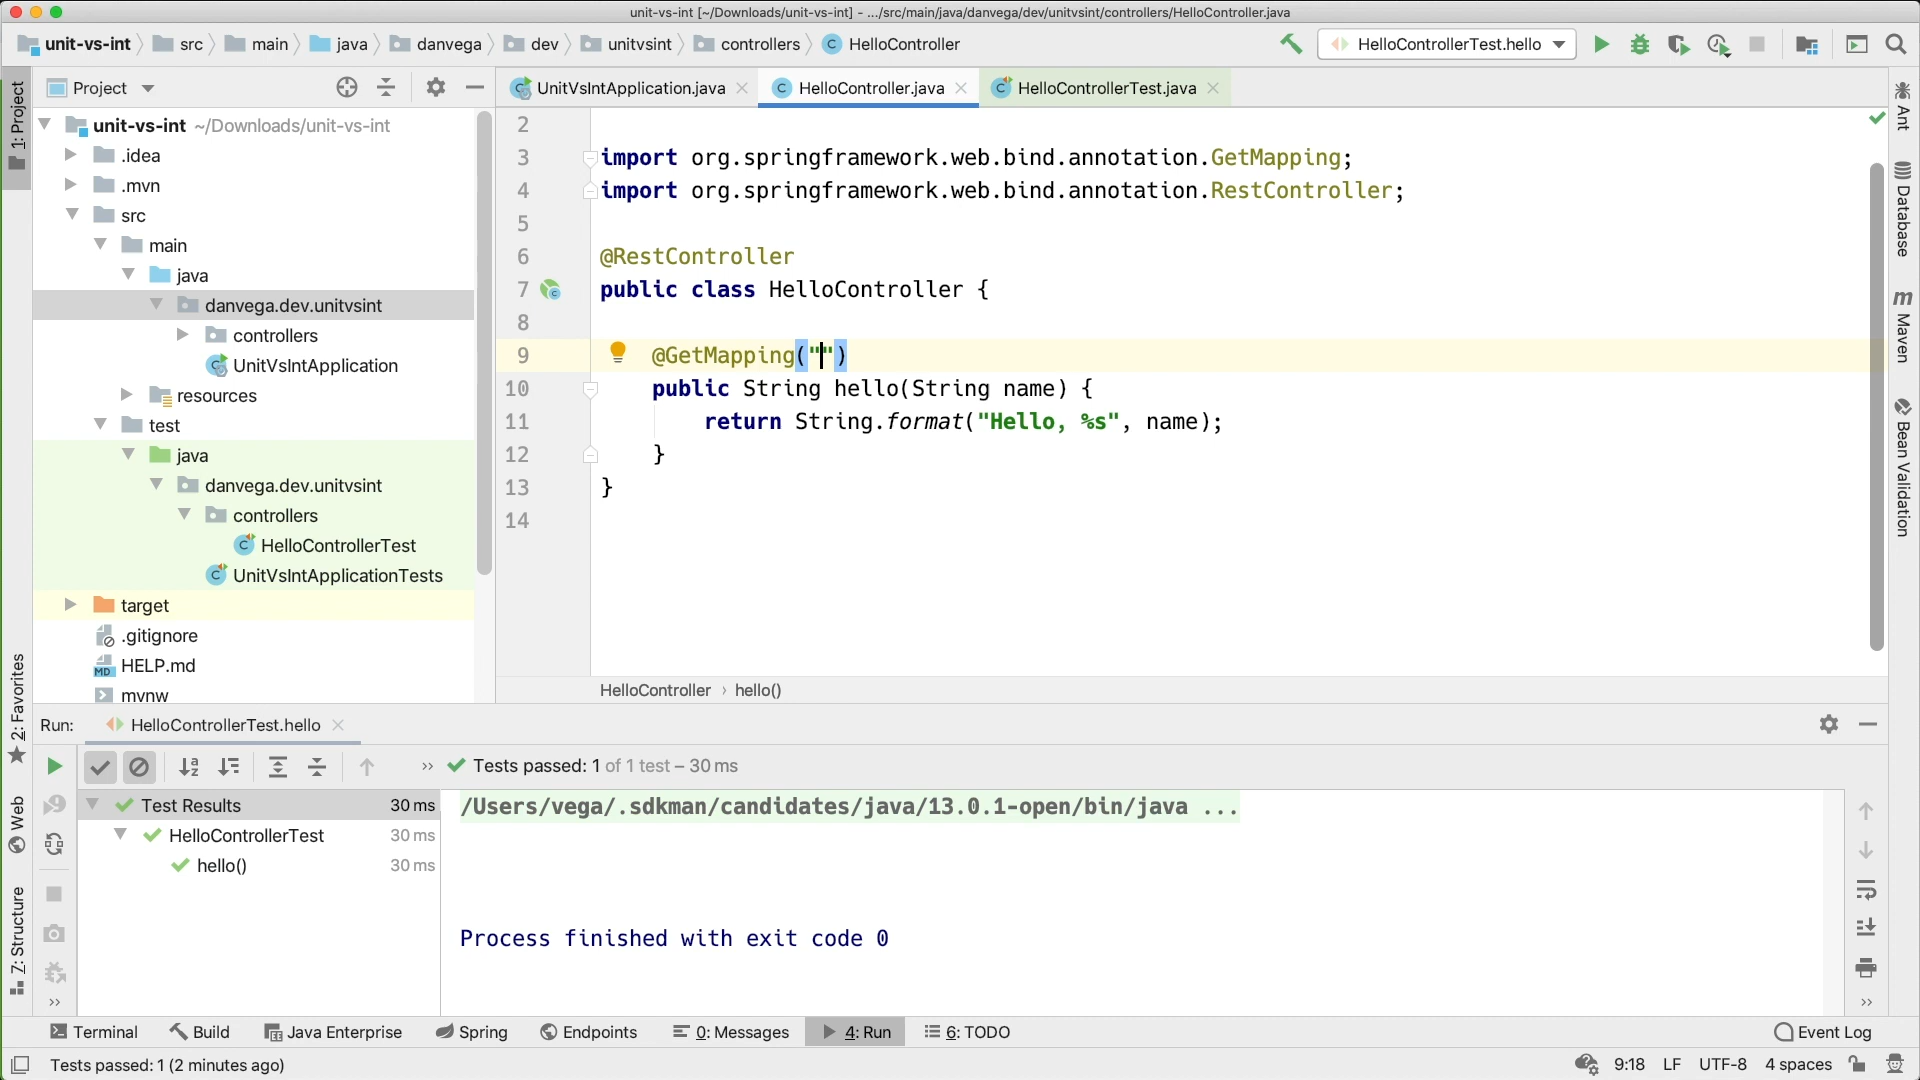 unit-vs-int [~/Downloads/unit-vs-int] - .../src/main/java/danvega/dev/unitvsint/controllers/HelloController.java
unit-vs-int src main java danvega dev unitvsint controllers HelloController HelloControllerTest.hello
Project
UnitVsIntApplication.java HelloController.java HelloControllerTest.java
1: Project
2: Favorites
Web
Z: Structure
unit-vs-int ~/Downloads/unit-vs-int
.idea
.mvn
src
main
java
danvega.dev.unitvsint
controllers
UnitVsIntApplication
resources
test
java
danvega.dev.unitvsint
controllers
HelloControllerTest
UnitVsIntApplicationTests
target
.gitignore
HELP.md
mvnw
2
3 import org.springframework.web.bind.annotation.GetMapping;
4 import org.springframework.web.bind.annotation.RestController;
5
6 @RestController
7 public class HelloController {
8
9 @GetMapping("")
10 public String hello(String name) {
11 return String.format("Hello, %s", name);
12 }
13 }
14
HelloController › hello()
Ant
Database
Maven
Bean Validation
Run: HelloControllerTest.hello
Tests passed: 1 of 1 test – 30 ms
Test Results 30 ms
HelloControllerTest 30 ms
hello() 30 ms
/Users/vega/.sdkman/candidates/java/13.0.1-open/bin/java ...
Process finished with exit code 0
Terminal Build Java Enterprise Spring Endpoints 0: Messages 4: Run 6: TODO Event Log
Tests passed: 1 (2 minutes ago) 9:18 LF UTF-8 4 spaces